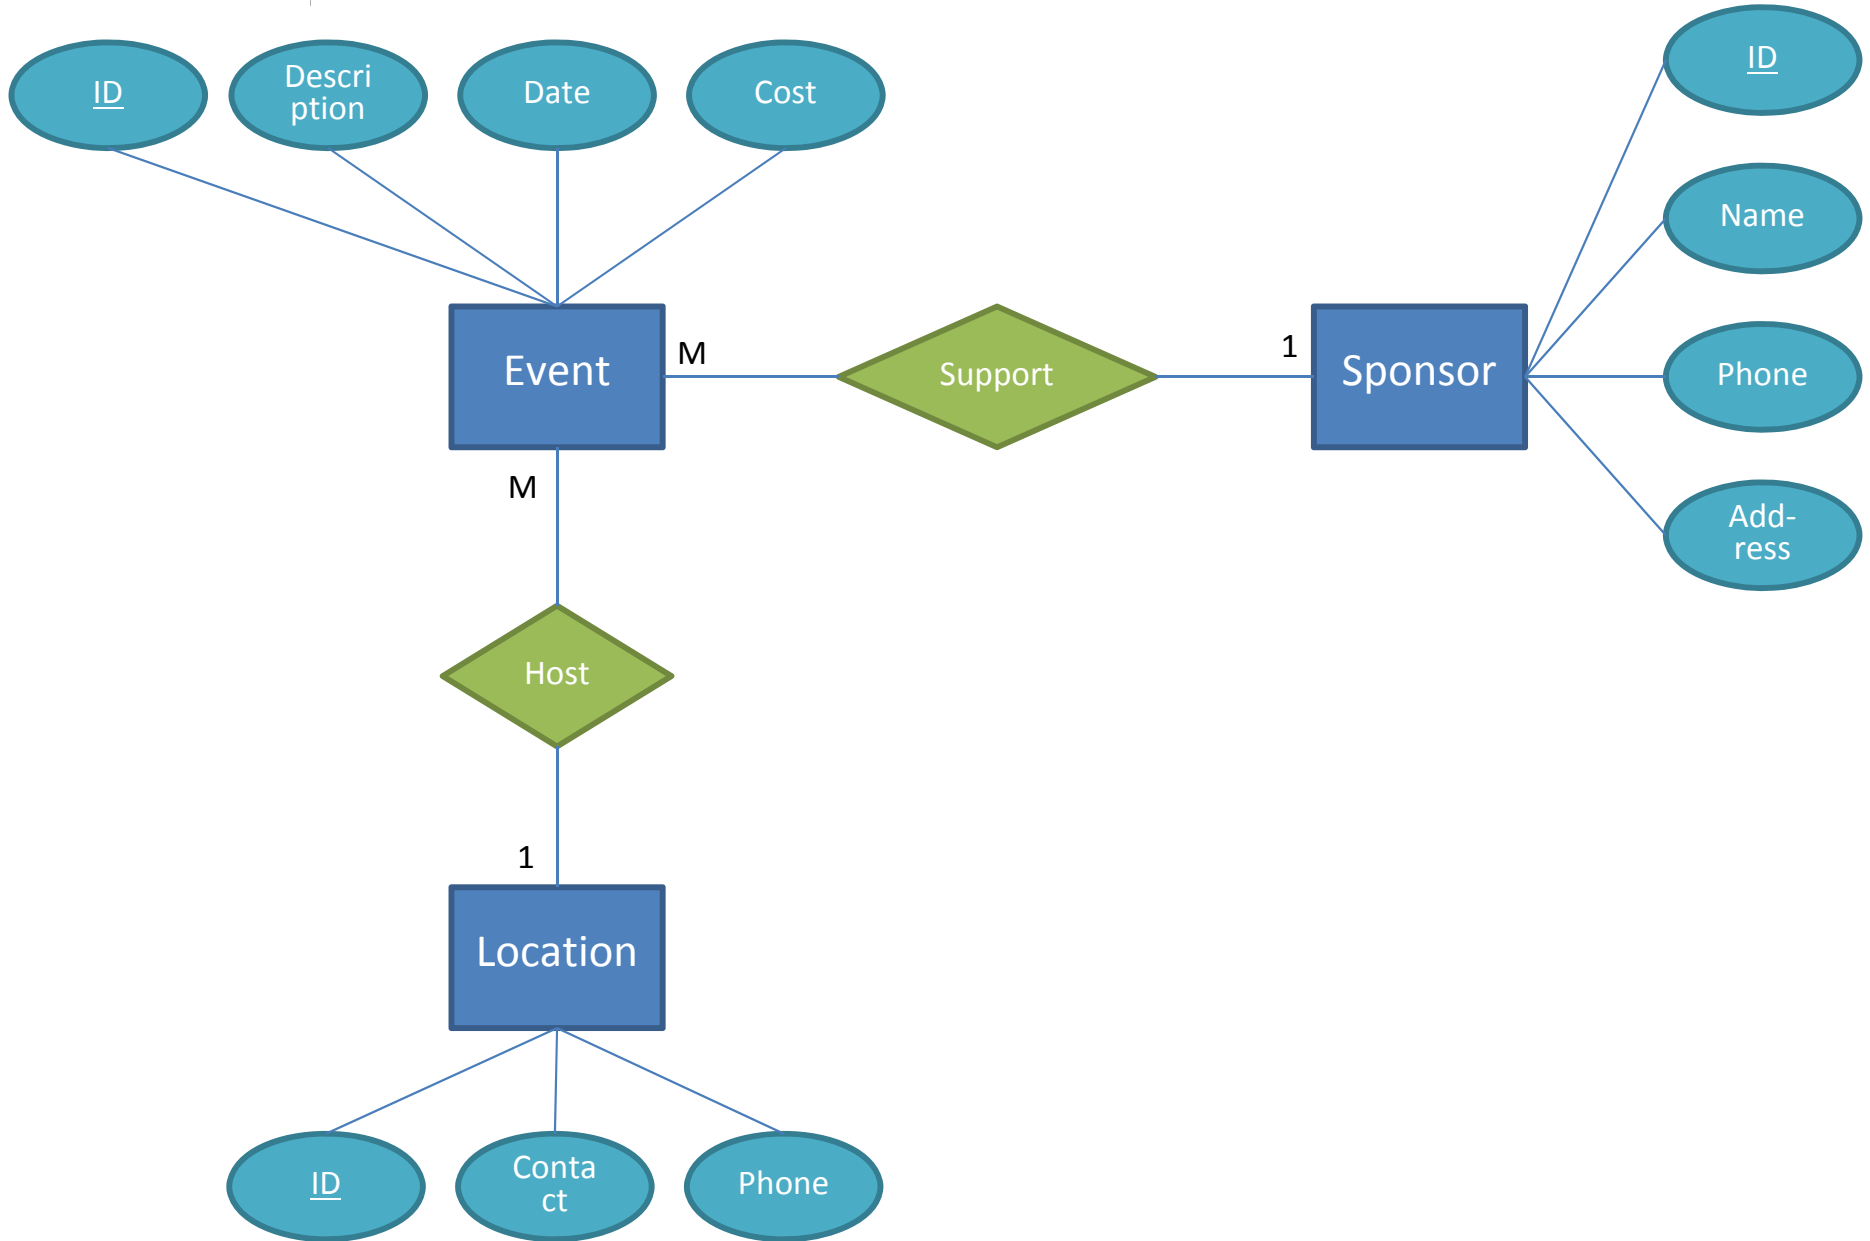 ID
Descri
ption
Date
Cost
ID
Name
Phone
Add-
ress
Event
M
Support
1
Sponsor
M
Host
1
Location
ID
Conta
ct
Phone